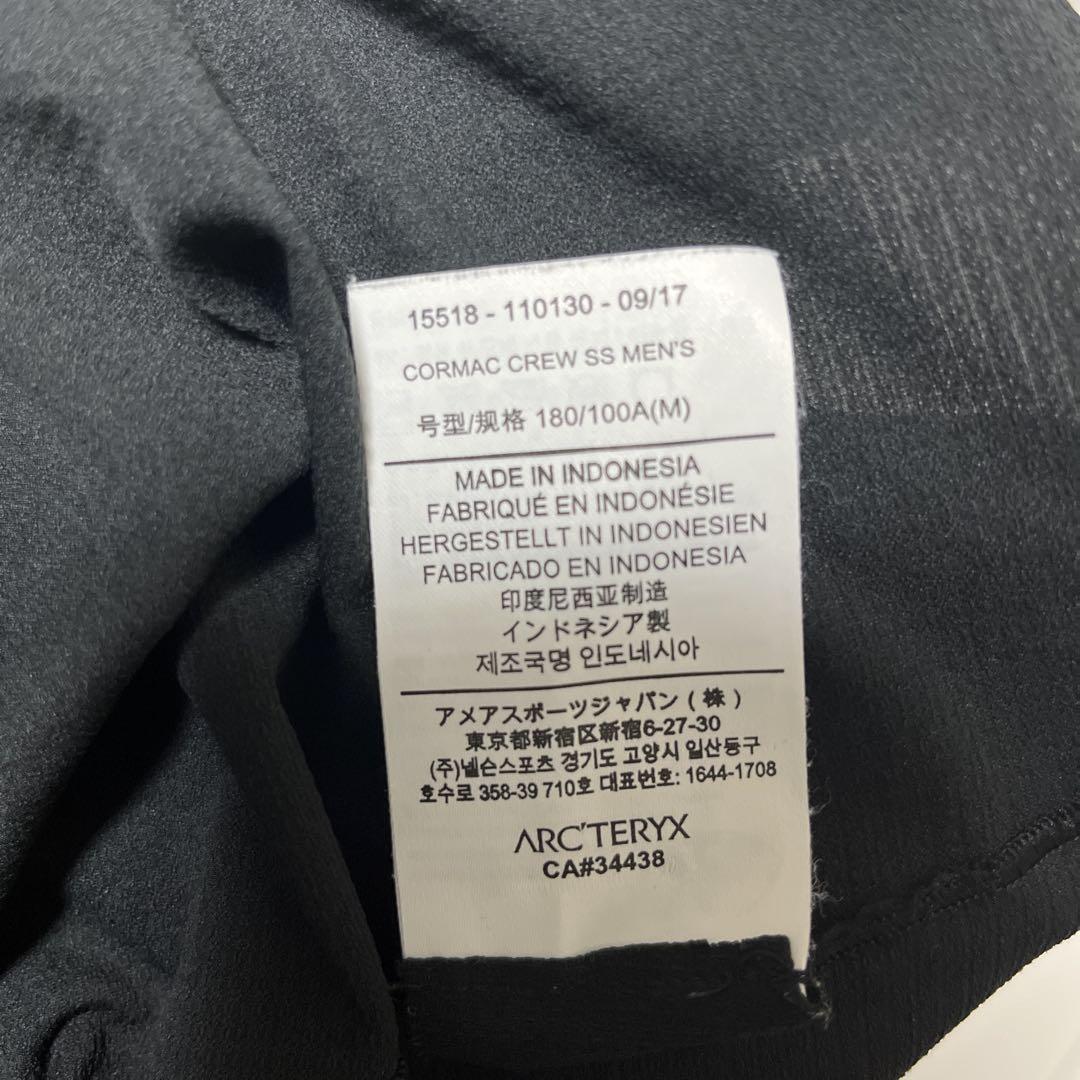 15518 - 110130 - 09/17
CORMAC CREW SS MEN'S
号型/规格 180/100A(M)
MADE IN INDONESIA
FABRIQUÉ EN INDONÉSIE
HERGESTELLT IN INDONESIEN
FABRICADO EN INDONESIA
印度尼西亚制造
インドネシア製
제조국명 인도네시아
アメアスポーツジャパン ( 株 )
東京都新宿区新宿6-27-30
(주)넬슨스포츠 경기도 고양시 일산동구
호수로 358-39 710호 대표번호: 1644-1708
ARC'TERYX
CA#34438